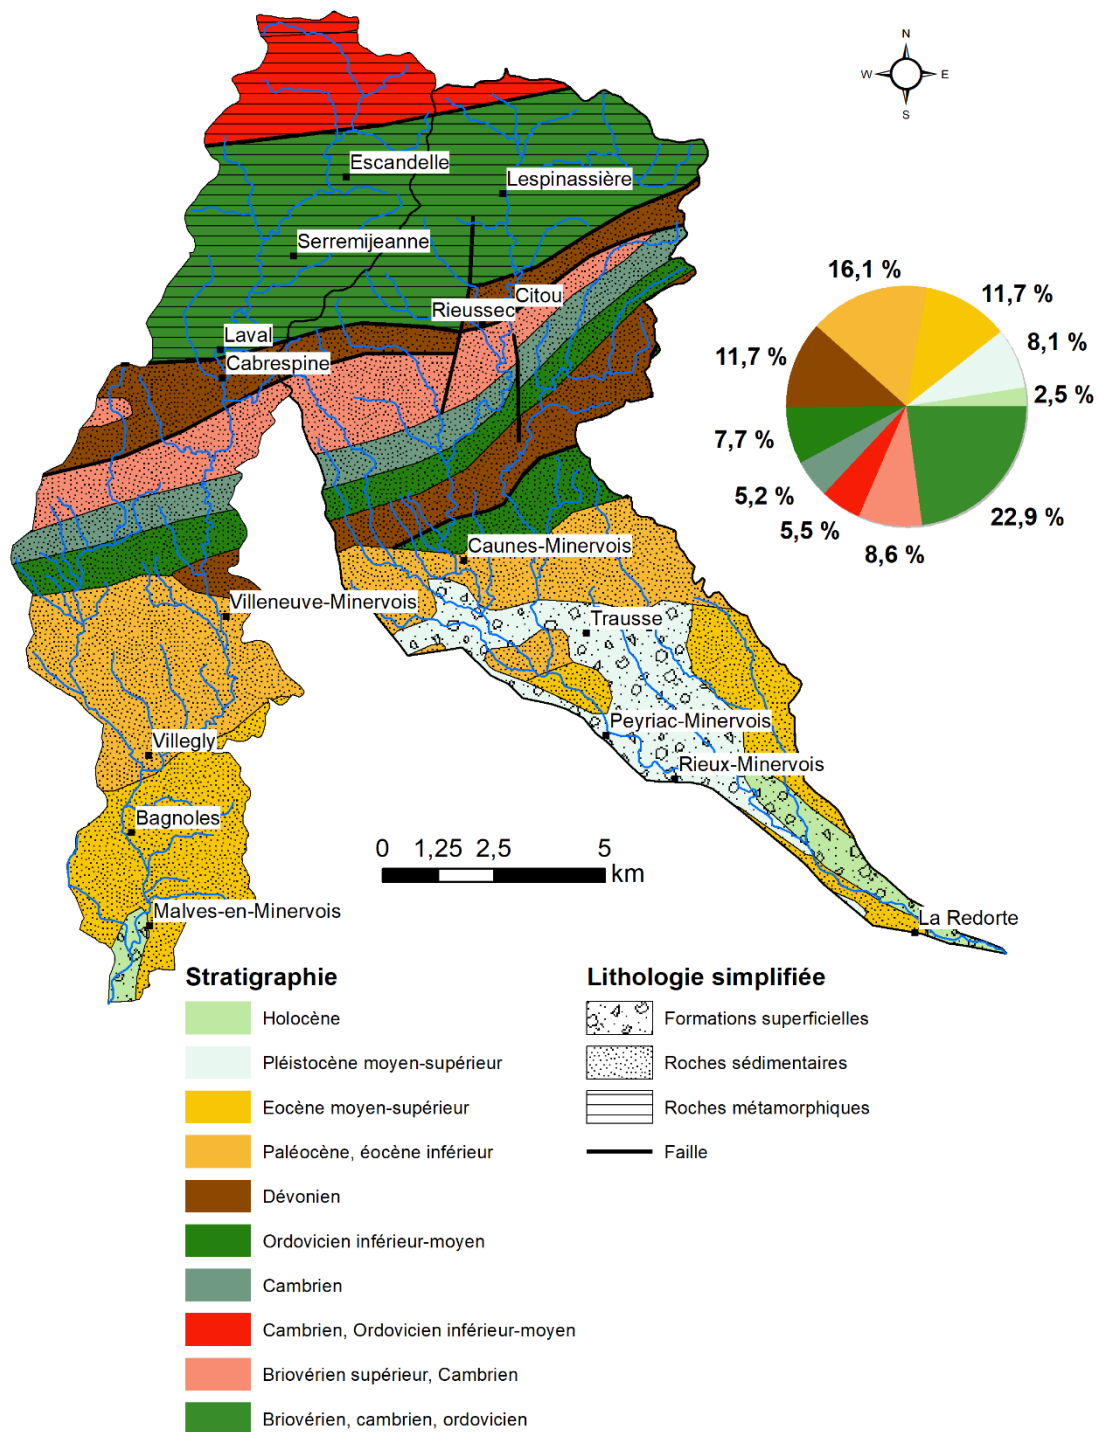 N
W E
S
Escandelle
Lespinassière
Serremijeanne
Citou
Rieussec
Laval
Cabrespine
16,1 %
11,7 %
8,1 %
2,5 %
11,7 %
7,7 %
5,2 %
5,5 %
8,6 %
22,9 %
Caunes-Minervois
Villeneuve-Minervois
Trausse
Peyriac-Minervois
Villegly
Rieux-Minervois
Bagnoles
0 1,25 2,5 5
km
Malves-en-Minervois
La Redorte
Stratigraphie
Holocène
Pléistocène moyen-supérieur
Eocène moyen-supérieur
Paléocène, éocène inférieur
Dévonien
Ordovicien inférieur-moyen
Cambrien
Cambrien, Ordovicien inférieur-moyen
Briovérien supérieur, Cambrien
Briovérien, cambrien, ordovicien
Lithologie simplifiée
Formations superficielles
Roches sédimentaires
Roches métamorphiques
Faille